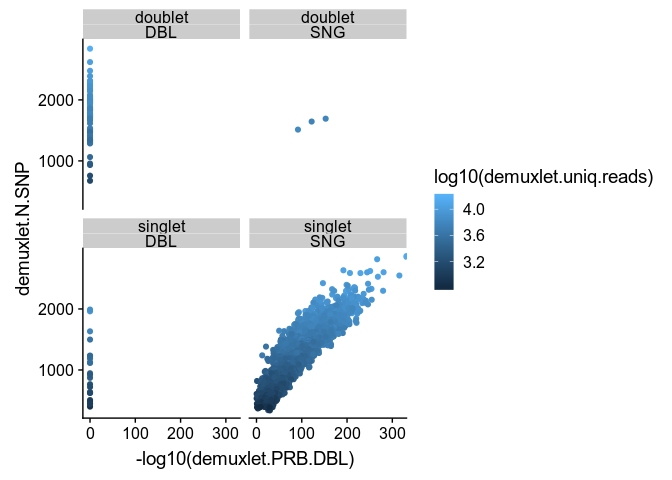 doublet doublet
DBL SNG
2000
1000
singlet singlet
DBL SNG
2000
1000
0 100 200 300 0 100 200 300
-log10(demuxlet.PRB.DBL)
demuxlet.N.SNP
log10(demuxlet.uniq.reads)
4.0
3.6
3.2